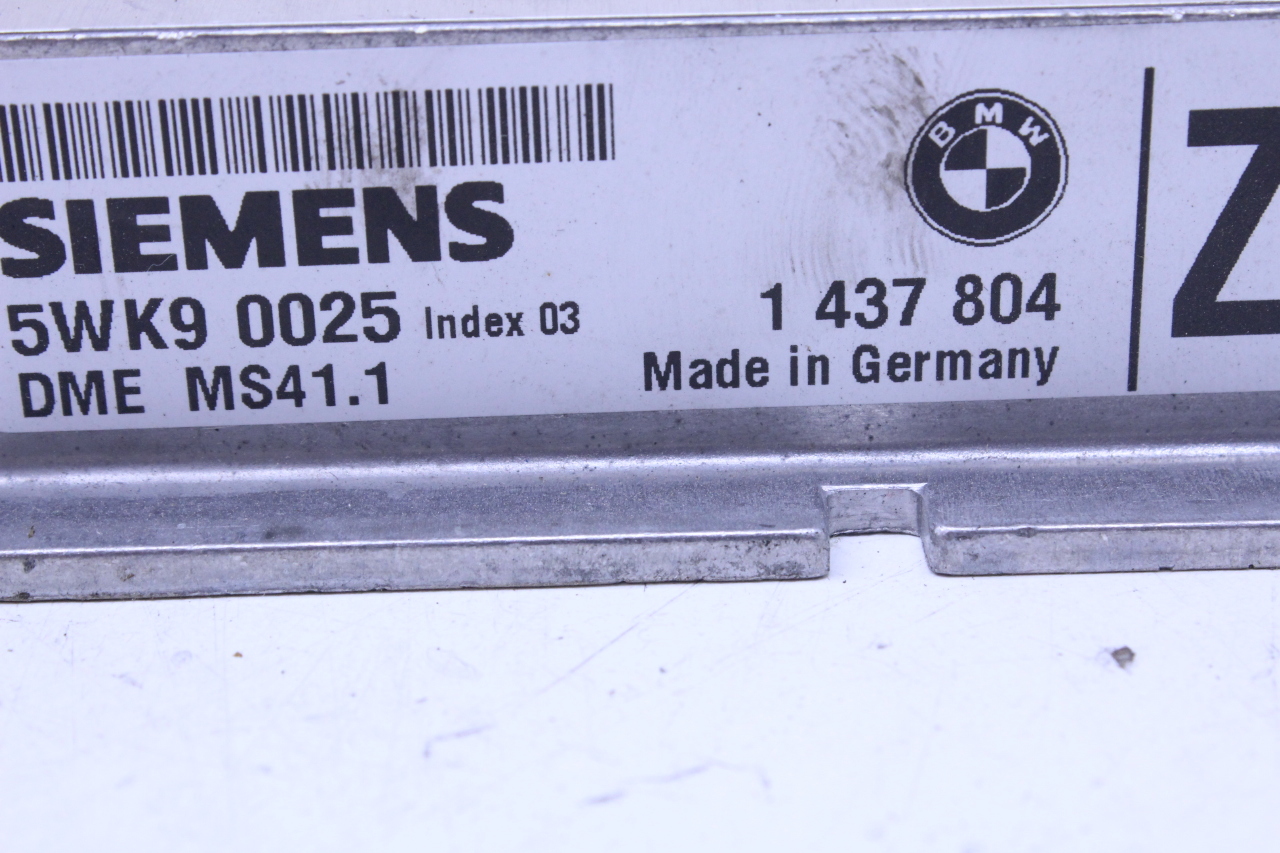 BMW
SIEMENS
5WK9 0025 Index 03
1 437 804
DME MS41.1
Made in Germany
Z